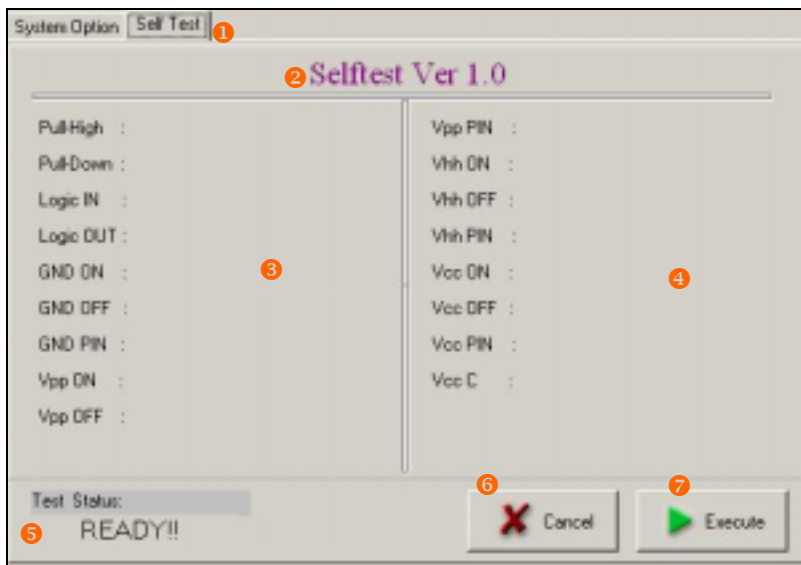 System Option Self Test 1
2 Selftest Ver 1.0
Pull-High :
Pull-Down :
Logic IN :
Logic OUT :
GND ON :
GND OFF :
GND PIN :
Vpp ON :
Vpp OFF :
3
Vpp PIN :
Vhh ON :
Vhh OFF :
Vhh PIN :
Vcc ON :
Vcc OFF :
Vcc PIN :
Vcc C :
4
Test Status:
5 READY!!
6
Cancel
7
Execute